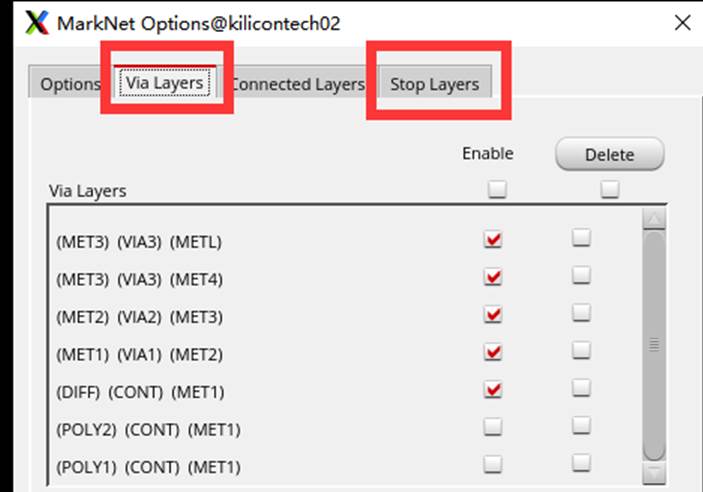 MarkNet Options@kilicontech02
Options Via Layers Connected Layers Stop Layers
Enable Delete
Via Layers
(MET3) (VIA3) (METL)
(MET3) (VIA3) (MET4)
(MET2) (VIA2) (MET3)
(MET1) (VIA1) (MET2)
(DIFF) (CONT) (MET1)
(POLY2) (CONT) (MET1)
(POLY1) (CONT) (MET1)